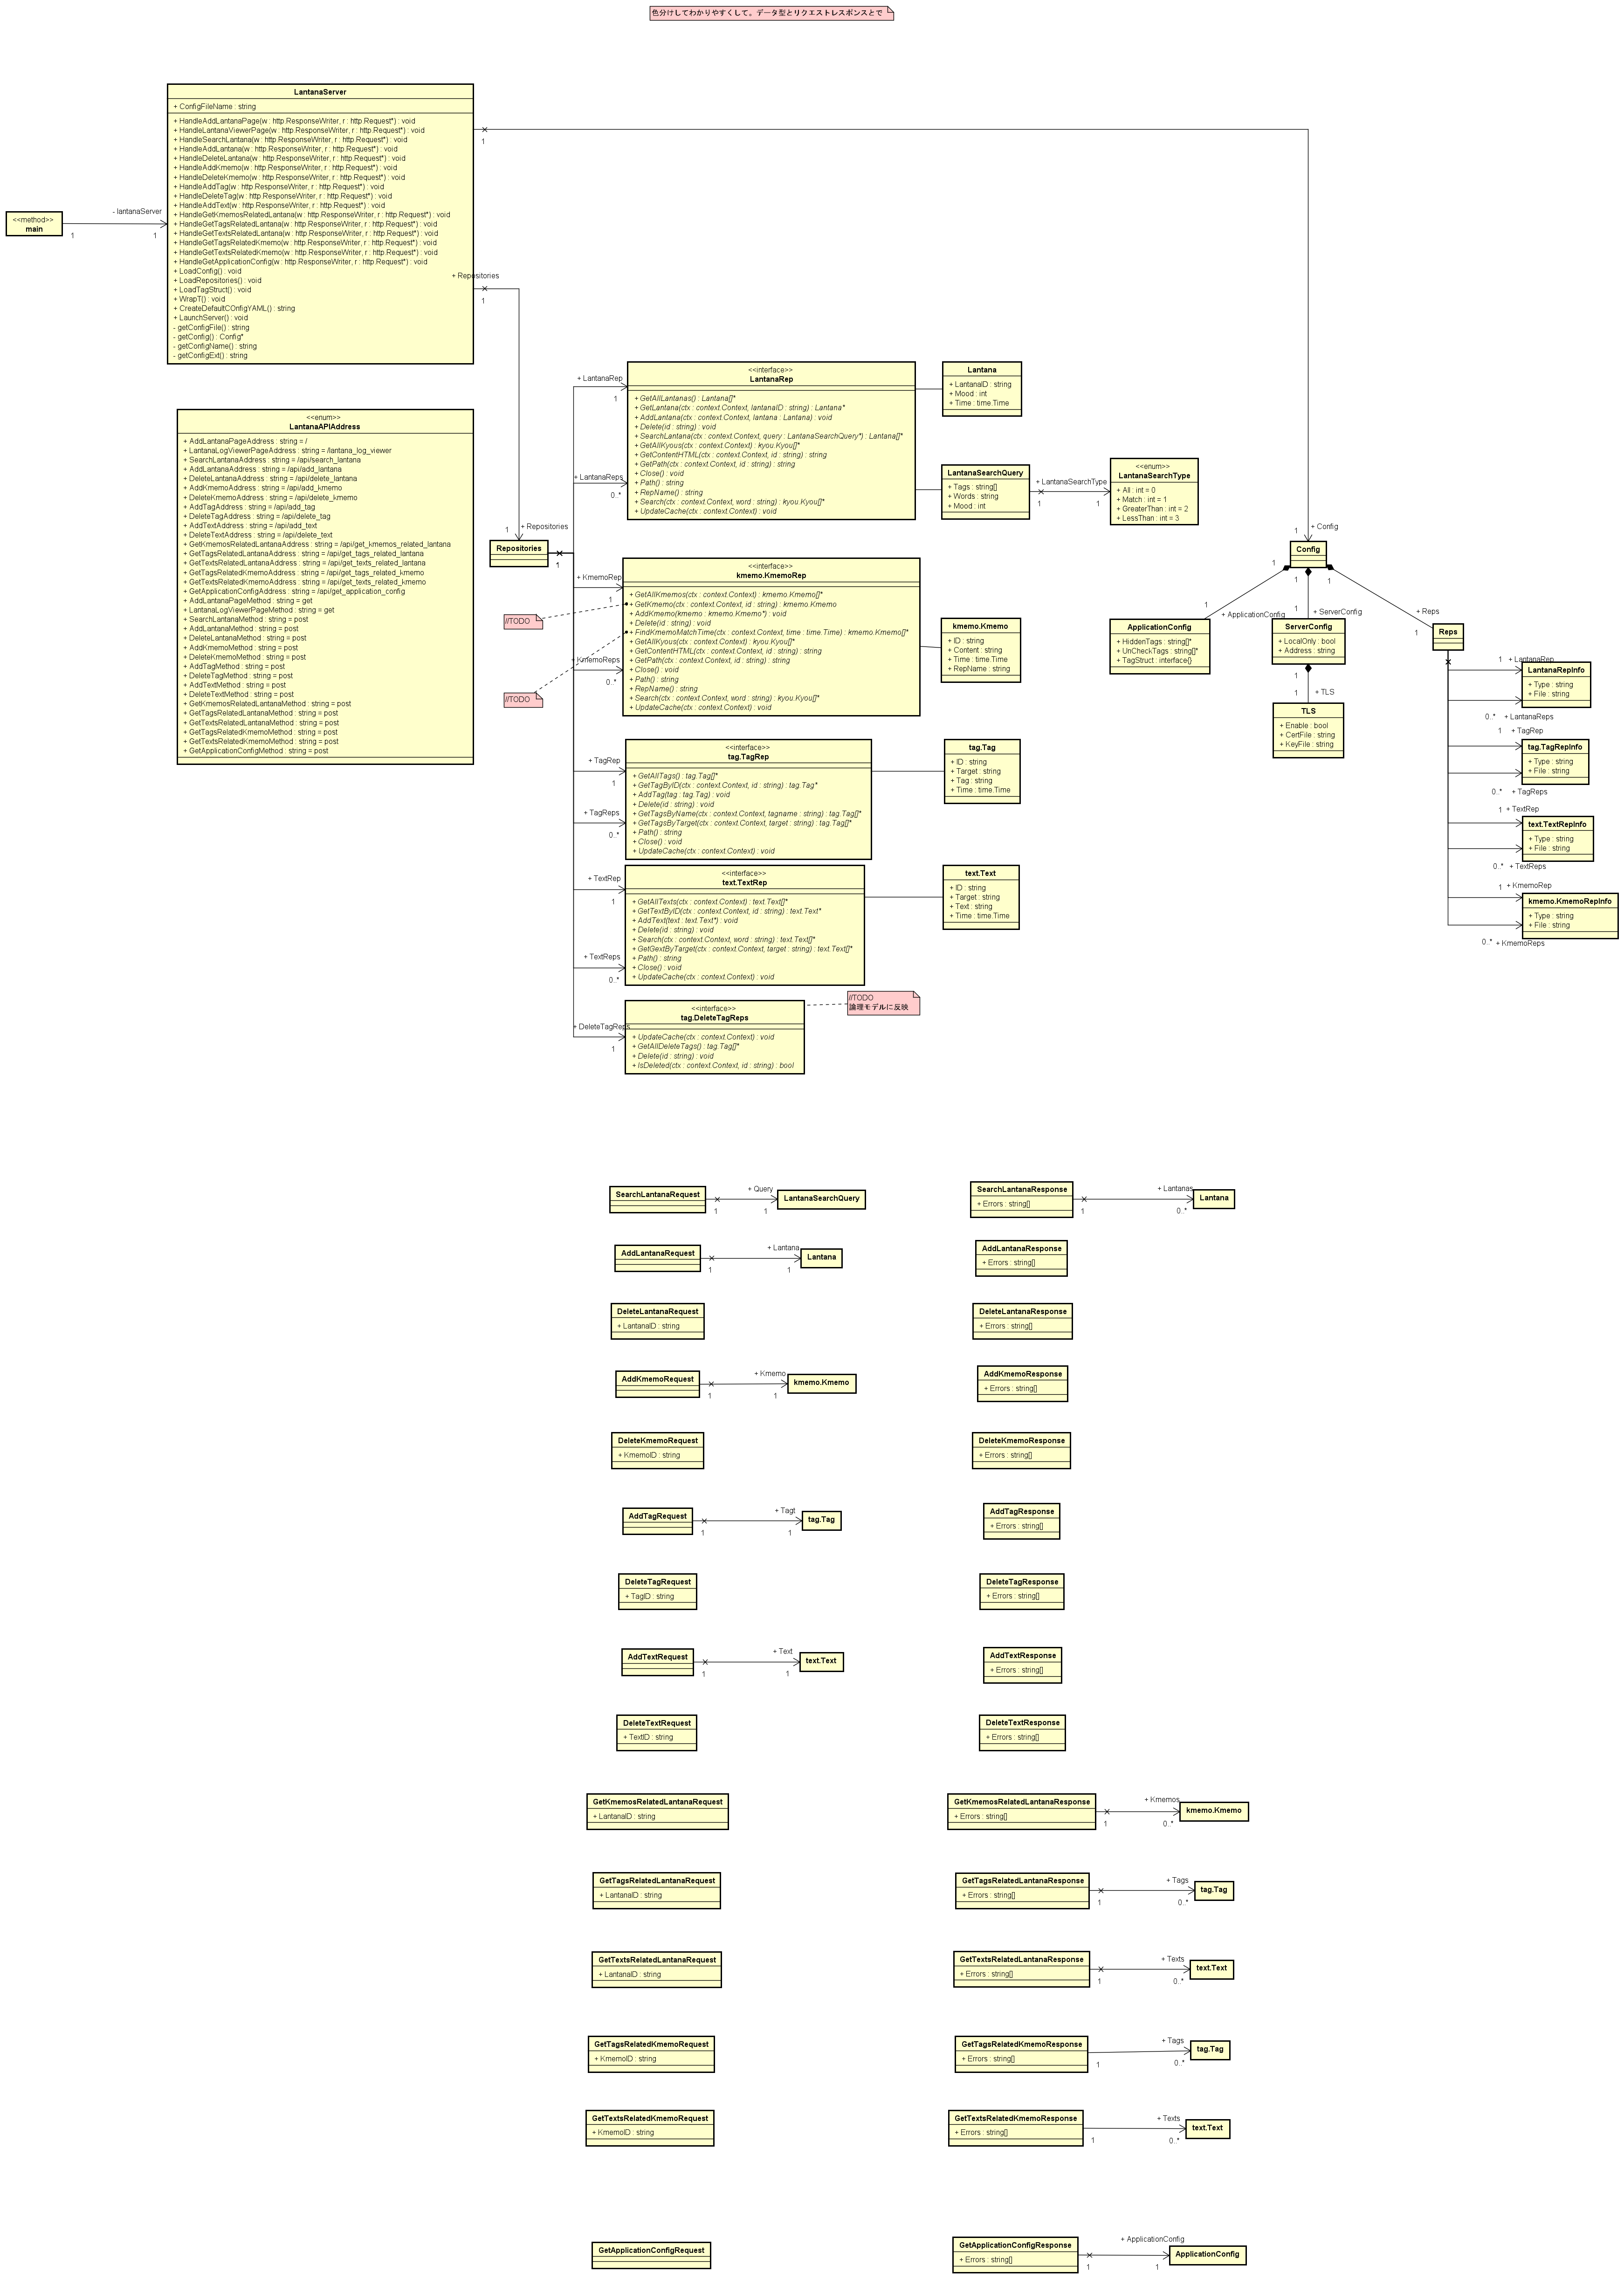 色分けしてわかりやすくして。データ型とリクエストレスポンスとで
LantanaServer
+ ConfigFileName : string
+ HandleAddLantanaPage(w : http.ResponseWriter, r : http.Request*) : void
+ HandleLantanaViewerPage(w : http.ResponseWriter, r : http.Request*) : void
+ HandleSearchLantana(w : http.ResponseWriter, r : http.Request*) : void
+ HandleAddLantana(w : http.ResponseWriter, r : http.Request*) : void
+ HandleDeleteLantana(w : http.ResponseWriter, r : http.Request*) : void
+ HandleAddKmemo(w : http.ResponseWriter, r : http.Request*) : void
+ HandleDeleteKmemo(w : http.ResponseWriter, r : http.Request*) : void
+ HandleAddTag(w : http.ResponseWriter, r : http.Request*) : void
+ HandleDeleteTag(w : http.ResponseWriter, r : http.Request*) : void
+ HandleAddText(w : http.ResponseWriter, r : http.Request*) : void
+ HandleGetKmemosRelatedLantana(w : http.ResponseWriter, r : http.Request*) : void
+ HandleGetTagsRelatedLantana(w : http.ResponseWriter, r : http.Request*) : void
+ HandleGetTextsRelatedLantana(w : http.ResponseWriter, r : http.Request*) : void
+ HandleGetTagsRelatedKmemo(w : http.ResponseWriter, r : http.Request*) : void
+ HandleGetTextsRelatedKmemo(w : http.ResponseWriter, r : http.Request*) : void
+ HandleGetApplicationConfig(w : http.ResponseWriter, r : http.Request*) : void
+ LoadConfig() : void
+ LoadRepositories() : void
+ LoadTagStruct() : void
+ WrapT() : void
+ CreateDefaultCOnfigYAML() : string
+ LaunchServer() : void
- getConfigFile() : string
- getConfig() : Config*
- getConfigName() : string
- getConfigExt() : string
<<method>>
main
- lantanaServer
1
1
1
+ Repositories
1
<<enum>>
LantanaAPIAddress
+ AddLantanaPageAddress : string = /
+ LantanaLogViewerPageAddress : string = /lantana_log_viewer
+ SearchLantanaAddress : string = /api/search_lantana
+ AddLantanaAddress : string = /api/add_lantana
+ DeleteLantanaAddress : string = /api/delete_lantana
+ AddKmemoAddress : string = /api/add_kmemo
+ DeleteKmemoAddress : string = /api/delete_kmemo
+ AddTagAddress : string = /api/add_tag
+ DeleteTagAddress : string = /api/delete_tag
+ AddTextAddress : string = /api/add_text
+ DeleteTextAddress : string = /api/delete_text
+ GetKmemosRelatedLantanaAddress : string = /api/get_kmemos_related_lantana
+ GetTagsRelatedLantanaAddress : string = /api/get_tags_related_lantana
+ GetTextsRelatedLantanaAddress : string = /api/get_texts_related_lantana
+ GetTagsRelatedKmemoAddress : string = /api/get_tags_related_kmemo
+ GetTextsRelatedKmemoAddress : string = /api/get_texts_related_kmemo
+ GetApplicationConfigAddress : string = /api/get_application_config
+ AddLantanaPageMethod : string = get
+ LantanaLogViewerPageMethod : string = get
+ SearchLantanaMethod : string = post
+ AddLantanaMethod : string = post
+ DeleteLantanaMethod : string = post
+ AddKmemoMethod : string = post
+ DeleteKmemoMethod : string = post
+ AddTagMethod : string = post
+ DeleteTagMethod : string = post
+ AddTextMethod : string = post
+ DeleteTextMethod : string = post
+ GetKmemosRelatedLantanaMethod : string = post
+ GetTagsRelatedLantanaMethod : string = post
+ GetTextsRelatedLantanaMethod : string = post
+ GetTagsRelatedKmemoMethod : string = post
+ GetTextsRelatedKmemoMethod : string = post
+ GetApplicationConfigMethod : string = post
1
+ Repositories
Repositories
1
+ LantanaRep
1
+ LantanaReps
0..*
<<interface>>
LantanaRep
+ GetAllLantanas() : Lantana[]*
+ GetLantana(ctx : context.Context, lantanaID : string) : Lantana*
+ AddLantana(ctx : context.Context, lantana : Lantana) : void
+ Delete(id : string) : void
+ SearchLantana(ctx : context.Context, query : LantanaSearchQuery*) : Lantana[]*
+ GetAllKyous(ctx : context.Context) : kyou.Kyou[]*
+ GetContentHTML(ctx : context.Context, id : string) : string
+ GetPath(ctx : context.Context, id : string) : string
+ Close() : void
+ Path() : string
+ RepName() : string
+ Search(ctx : context.Context, word : string) : kyou.Kyou[]*
+ UpdateCache(ctx : context.Context) : void
Lantana
+ LantanaID : string
+ Mood : int
+ Time : time.Time
LantanaSearchQuery
+ Tags : string[]
+ Words : string
+ Mood : int
+ LantanaSearchType
1
1
<<enum>>
LantanaSearchType
+ All : int = 0
+ Match : int = 1
+ GreaterThan : int = 2
+ LessThan : int = 3
+ KmemoRep
1
+ KmemoReps
0..*
//TODO
//TODO
<<interface>>
kmemo.KmemoRep
+ GetAllKmemos(ctx : context.Context) : kmemo.Kmemo[]*
+ GetKmemo(ctx : context.Context, id : string) : kmemo.Kmemo
+ AddKmemo(kmemo : kmemo.Kmemo*) : void
+ Delete(id : string) : void
+ FindKmemoMatchTime(ctx : context.Context, time : time.Time) : kmemo.Kmemo[]*
+ GetAllKyous(ctx : context.Context) : kyou.Kyou[]*
+ GetContentHTML(ctx : context.Context, id : string) : string
+ GetPath(ctx : context.Context, id : string) : string
+ Close() : void
+ Path() : string
+ RepName() : string
+ Search(ctx : context.Context, word : string) : kyou.Kyou[]*
+ UpdateCache(ctx : context.Context) : void
kmemo.Kmemo
+ ID : string
+ Content : string
+ Time : time.Time
+ RepName : string
+ TagRep
1
+ TagReps
0..*
<<interface>>
tag.TagRep
+ GetAllTags() : tag.Tag[]*
+ GetTagByID(ctx : context.Context, id : string) : tag.Tag*
+ AddTag(tag : tag.Tag) : void
+ Delete(id : string) : void
+ GetTagsByName(ctx : context.Context, tagname : string) : tag.Tag[]*
+ GetTagsByTarget(ctx : context.Context, target : string) : tag.Tag[]*
+ Path() : string
+ Close() : void
+ UpdateCache(ctx : context.Context) : void
tag.Tag
+ ID : string
+ Target : string
+ Tag : string
+ Time : time.Time
+ TextRep
1
+ TextReps
0..*
<<interface>>
text.TextRep
+ GetAllTexts(ctx : context.Context) : text.Text[]*
+ GetTextByID(ctx : context.Context, id : string) : text.Text*
+ AddText(text : text.Text*) : void
+ Delete(id : string) : void
+ Search(ctx : context.Context, word : string) : text.Text[]*
+ GetGextByTarget(ctx : context.Context, target : string) : text.Text[]*
+ Path() : string
+ Close() : void
+ UpdateCache(ctx : context.Context) : void
text.Text
+ ID : string
+ Target : string
+ Text : string
+ Time : time.Time
+ DeleteTagReps
1
<<interface>>
tag.DeleteTagReps
+ UpdateCache(ctx : context.Context) : void
+ GetAllDeleteTags() : tag.Tag[]*
+ Delete(id : string) : void
+ IsDeleted(ctx : context.Context, id : string) : bool
//TODO
論理モデルに反映
1
+ Config
Config
1
1
1
1
+ ApplicationConfig
1
+ ServerConfig
+ Reps
1
ApplicationConfig
+ HiddenTags : string[]*
+ UnCheckTags : string[]*
+ TagStruct : interface{}
ServerConfig
+ LocalOnly : bool
+ Address : string
1
1
+ TLS
TLS
+ Enable : bool
+ CertFile : string
+ KeyFile : string
Reps
1
+ LantanaRep
LantanaRepInfo
+ Type : string
+ File : string
0..*
+ LantanaReps
1
+ TagRep
tag.TagRepInfo
+ Type : string
+ File : string
0..*
+ TagReps
1
+ TextRep
text.TextRepInfo
+ Type : string
+ File : string
0..*
+ TextReps
1
+ KmemoRep
kmemo.KmemoRepInfo
+ Type : string
+ File : string
0..*
+ KmemoReps
SearchLantanaRequest
+ Query
1
1
LantanaSearchQuery
SearchLantanaResponse
+ Errors : string[]
+ Lantanas
1
0..*
Lantana
AddLantanaRequest
+ Lantana
1
1
Lantana
AddLantanaResponse
+ Errors : string[]
DeleteLantanaRequest
+ LantanaID : string
DeleteLantanaResponse
+ Errors : string[]
AddKmemoRequest
+ Kmemo
1
1
kmemo.Kmemo
AddKmemoResponse
+ Errors : string[]
DeleteKmemoRequest
+ KmemoID : string
DeleteKmemoResponse
+ Errors : string[]
AddTagRequest
+ Tagt
1
1
tag.Tag
AddTagResponse
+ Errors : string[]
DeleteTagRequest
+ TagID : string
DeleteTagResponse
+ Errors : string[]
AddTextRequest
+ Text
1
1
text.Text
AddTextResponse
+ Errors : string[]
DeleteTextRequest
+ TextID : string
DeleteTextResponse
+ Errors : string[]
GetKmemosRelatedLantanaRequest
+ LantanaID : string
GetKmemosRelatedLantanaResponse
+ Errors : string[]
+ Kmemos
1
0..*
kmemo.Kmemo
GetTagsRelatedLantanaRequest
+ LantanaID : string
GetTagsRelatedLantanaResponse
+ Errors : string[]
+ Tags
1
0..*
tag.Tag
GetTextsRelatedLantanaRequest
+ LantanaID : string
GetTextsRelatedLantanaResponse
+ Errors : string[]
+ Texts
1
0..*
text.Text
GetTagsRelatedKmemoRequest
+ KmemoID : string
GetTagsRelatedKmemoResponse
+ Errors : string[]
+ Tags
1
0..*
tag.Tag
GetTextsRelatedKmemoRequest
+ KmemoID : string
GetTextsRelatedKmemoResponse
+ Errors : string[]
+ Texts
1
0..*
text.Text
GetApplicationConfigRequest
GetApplicationConfigResponse
+ Errors : string[]
+ ApplicationConfig
1
1
ApplicationConfig